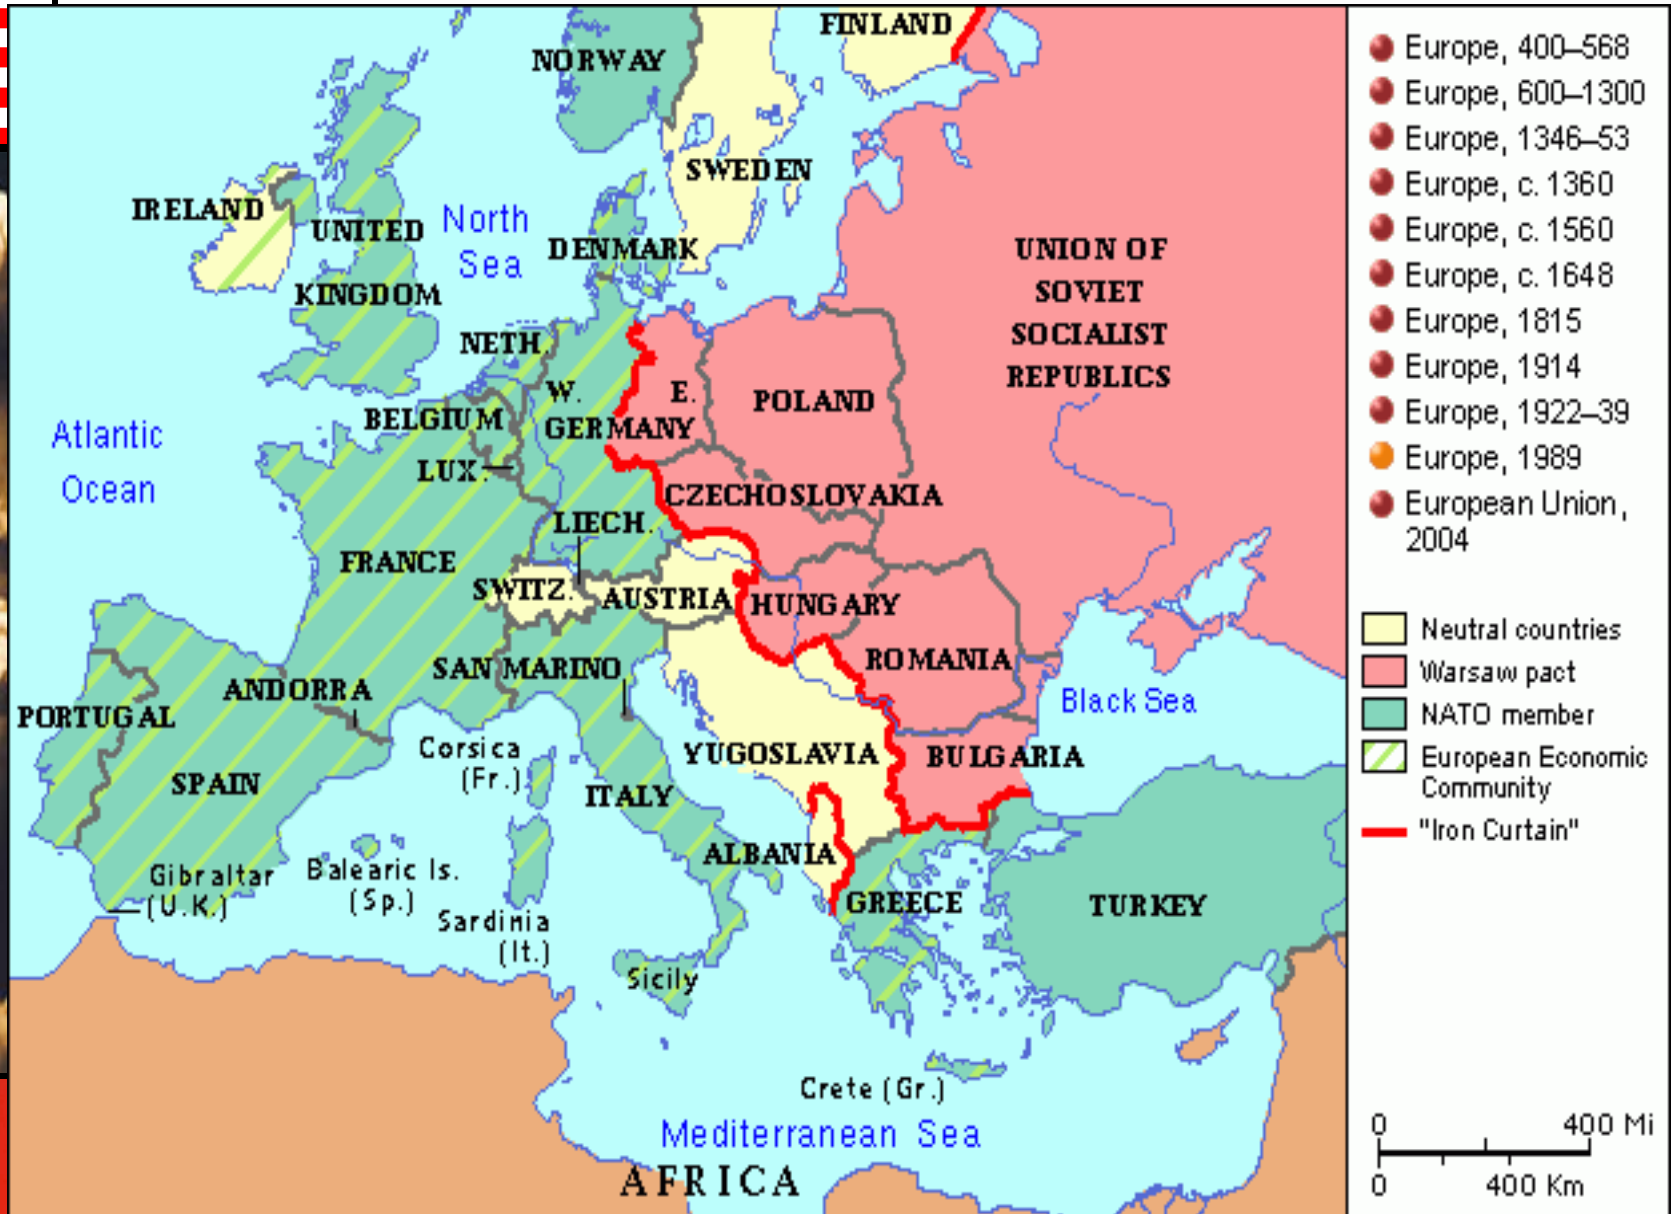 FINLAND
NORWAY
SWEDEN
IRELAND
UNITED
KINGDOM
North
Sea
DENMARK
UNION OF
SOVIET
SOCIALIST
REPUBLICS
NETH.
W.
E.
GERMANY
POLAND
BELGIUM
LUX.
Atlantic
Ocean
CZECHOSLOVAKIA
LIECH.
FRANCE
SWITZ.
AUSTRIA
HUNGARY
ROMANIA
SAN MARINO
ANDORRA
PORTUGAL
SPAIN
Black Sea
Corsica
(Fr.)
YUGOSLAVIA
BULGARIA
ITALY
ALBANIA
Gibraltar
(U.K.)
Balearic Is.
(Sp.)
Sardinia
(It.)
GREECE
TURKEY
Sicily
Crete (Gr.)
Mediterranean Sea
AFRICA
Europe, 400–568
Europe, 600–1300
Europe, 1346–53
Europe, c. 1360
Europe, c. 1560
Europe, c. 1648
Europe, 1815
Europe, 1914
Europe, 1922–39
Europe, 1989
European Union,
2004
Neutral countries
Warsaw pact
NATO member
European Economic
Community
"Iron Curtain"
0 400 Mi
0 400 Km